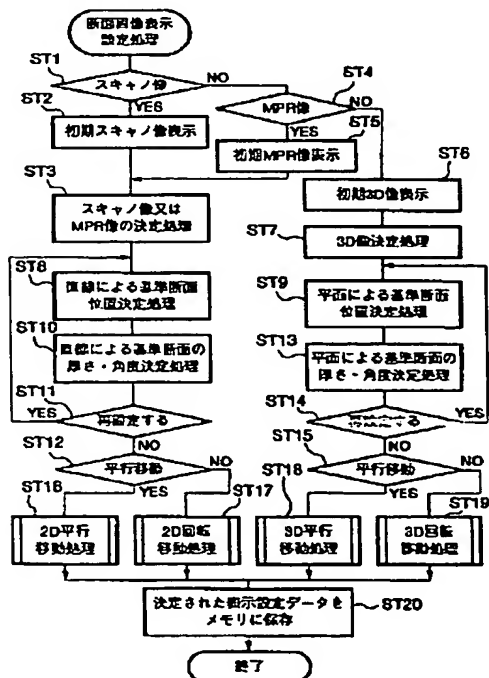 断面画像表示
設定処理
ST1
スキャノ像
NO
ST4
YES
ST2
MPR像
NO
初期スキャノ像表示
YES
ST5
初期MPR像表示
ST6
ST3
初期3D像表示
スキャノ像又は
MPR像の決定処理
ST7
3D像決定処理
ST8
直線による基準断面
位置決定処理
ST9
平面による基準断面
位置決定処理
ST10
直線による基準断面の
厚さ・角度決定処理
ST13
平面による基準断面の
厚さ・角度決定処理
ST11
YES
再設定する
ST14
する
YES
NO
NO
ST12
平行移動
NO
ST15
平行移動
NO
YES
YES
ST16
ST17
ST18
ST19
2D平行
移動処理
2D回転
移動処理
3D平行
移動処理
3D回転
移動処理
決定された表示設定データを
メモリに保存
ST20
終了